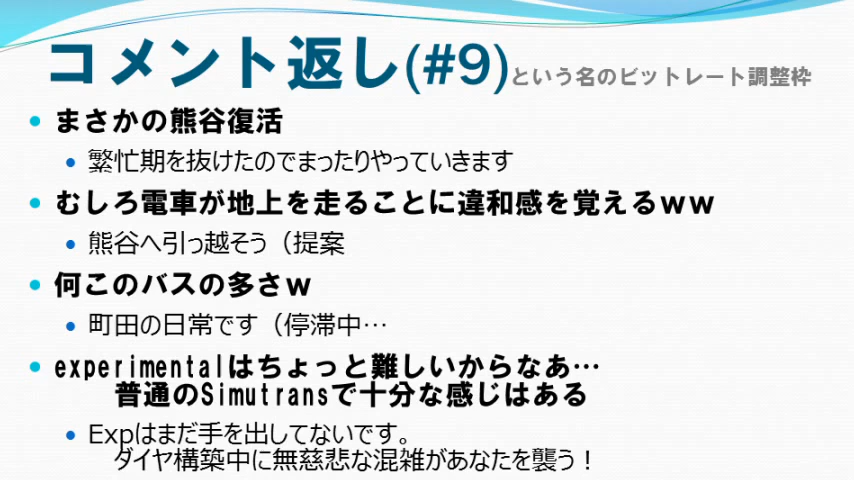 コメント返し(#9)という名のビットレート調整枠
まさかの熊谷復活
繁忙期を抜けたのでまったりやっていきます
むしろ電車が地上を走ることに違和感を覚えるｗｗ
熊谷へ引っ越そう（提案
何このバスの多さｗ
町田の日常です（停滞中…
experimentalはちょっと難しいからなあ…
普通のSimutransで十分な感じはある
Expはまだ手を出してないです。
ダイヤ構築中に無慈悲な混雑があなたを襲う！